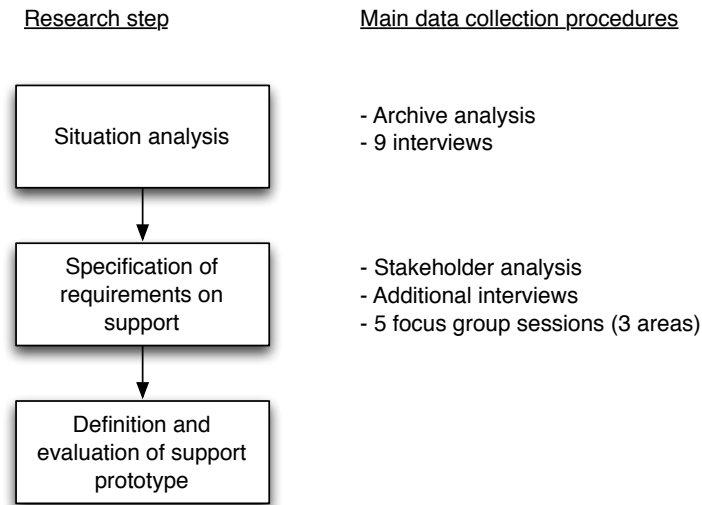 Research step
Main data collection procedures
Situation analysis
- Archive analysis
- 9 interviews
Specification of
requirements on
support
- Stakeholder analysis
- Additional interviews
- 5 focus group sessions (3 areas)
Definition and
evaluation of support
prototype